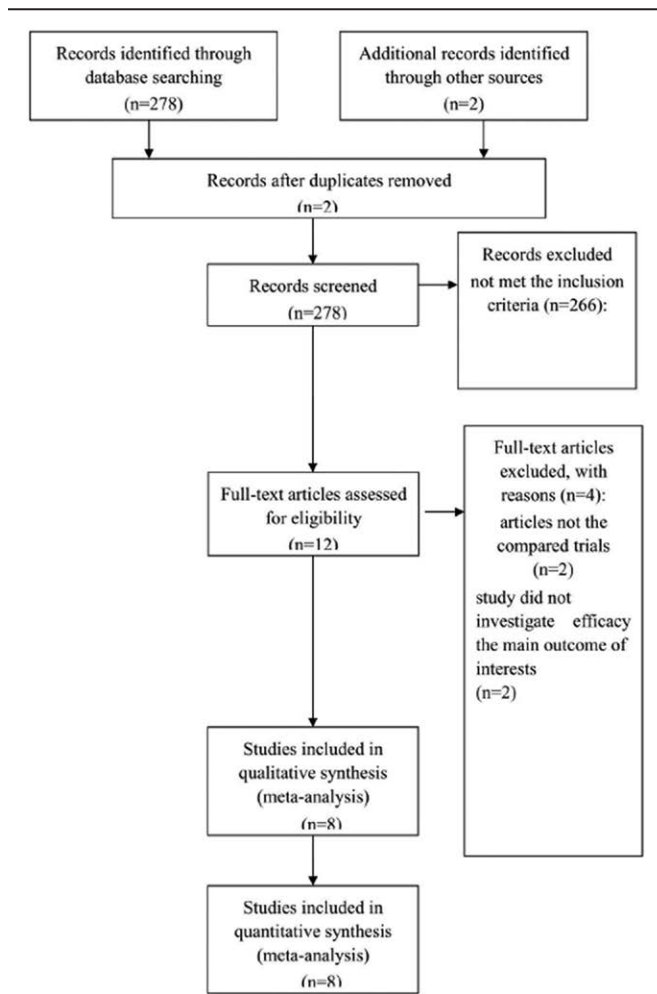 Records identified through
database searching
(n=278)
Additional records identified
through other sources
(n=2)
Records after duplicates removed
(n=2)
Records screened
(n=278)
Records excluded
not met the inclusion
criteria (n=266):
Full-text articles assessed
for eligibility
(n=12)
Full-text articles
excluded, with
reasons (n=4):
articles not the
compared trials
(n=2)
study did not
investigate efficacy
the main outcome of
interests
(n=2)
Studies included in
qualitative synthesis
(meta-analysis)
(n=8)
Studies included in
quantitative synthesis
(meta-analysis)
(n=8)